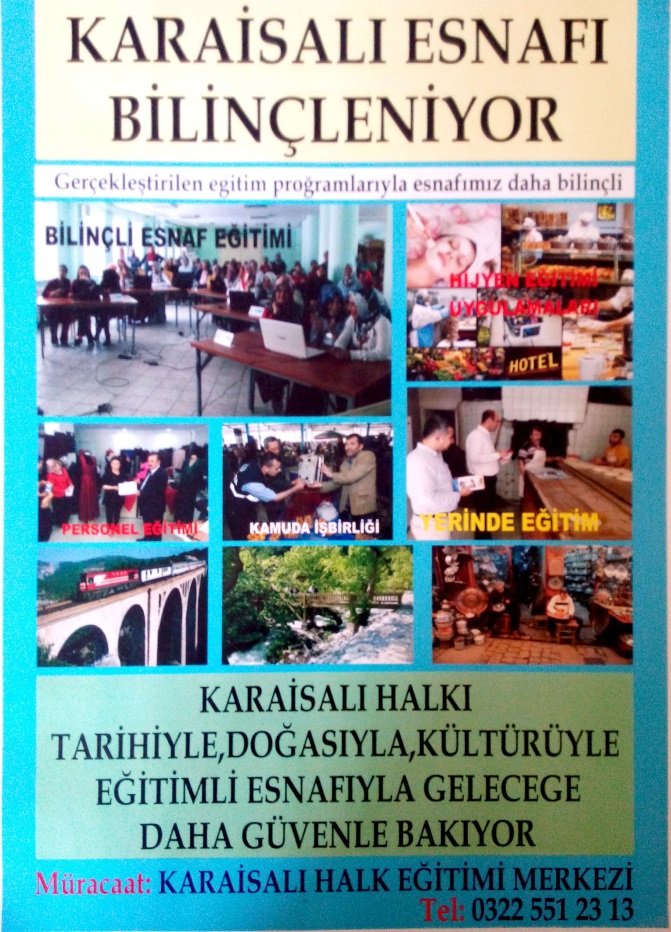 KARAİSALI ESNAFI
BİLİNÇLENİYOR
Gerçekleştirilen egitim proğramlarıyla esnafımız daha bilinçli
BİLİNÇLİ ESNAF EĞİTİMİ
HİJYEN EĞİTİMİ
UYGULAMALARI
HOTEL
PERSONEL EĞİTİMİ
KAMUDA İŞBİRLİĞİ
YERİNDE EĞİTİM
KARAİSALI HALKI
TARİHİYLE,DOĞASIYLA,KÜLTÜRÜYLE
EĞİTİMLİ ESNAFIYLA GELECEGE
DAHA GÜVENLE BAKIYOR
Müracaat: KARAİSALI HALK EĞİTİMİ MERKEZİ
Tel: 0322 551 23 13